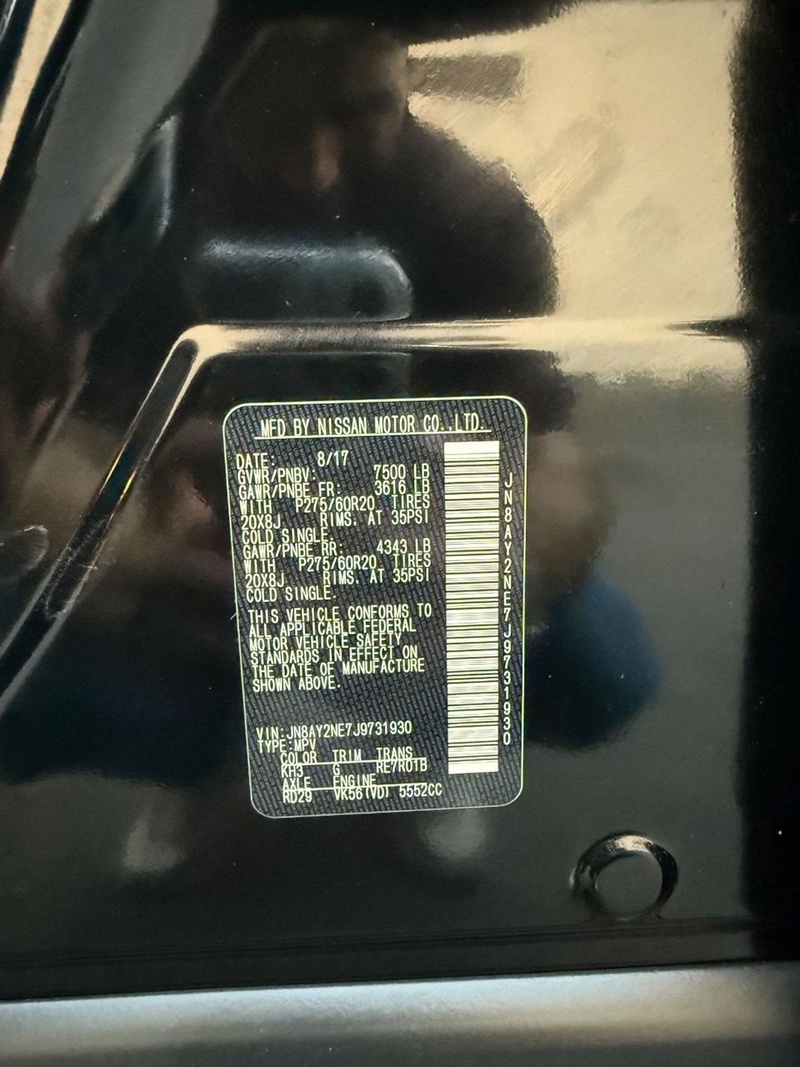 MFD BY NISSAN MOTOR CO.,LTD.
DATE: 8/17
GVWR/PNBV: 7500 LB
GAWR/PNBE FR: 3616 LB
WITH P275/60R20 TIRES
20X8J RIMS. AT 35PSI
COLD SINGLE.
GAWR/PNBE RR: 4343 LB
WITH P275/60R20 TIRES
20X8J RIMS. AT 35PSI
COLD SINGLE.
THIS VEHICLE CONFORMS TO
ALL APPLICABLE FEDERAL
MOTOR VEHICLE SAFETY
STANDARDS IN EFFECT ON
THE DATE OF MANUFACTURE
SHOWN ABOVE.
VIN:JN8AY2NE7J9731930
TYPE:MPV
COLOR TRIM TRANS
KH3 G RE7R01B
AXLE ENGINE
RD29 VK56(VD) 5552CC
JN8AY2NE7J9731930